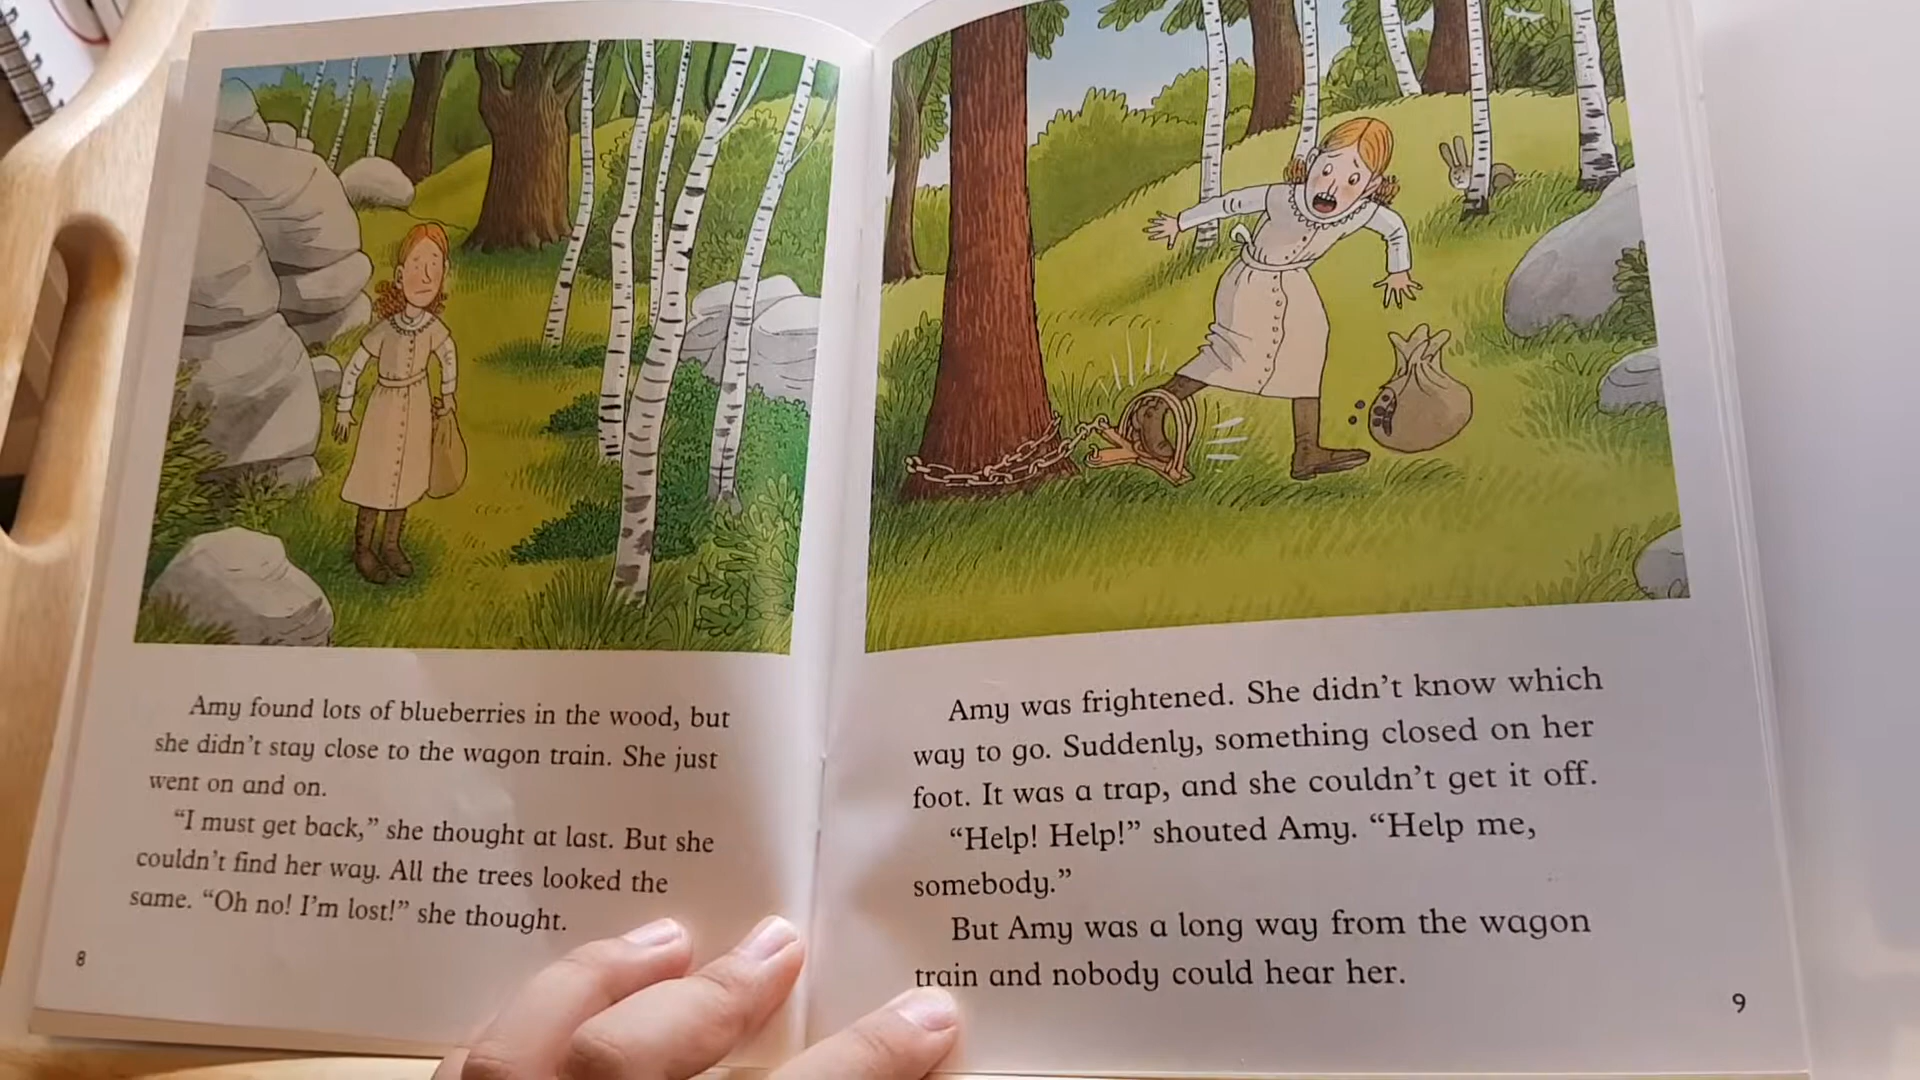 Amy found lots of blueberries in the wood, but
she didn't stay close to the wagon train. She just
went on and on.
“I must get back,” she thought at last. But she
couldn't find her way. All the trees looked the
same. “Oh no! I'm lost!” she thought.
8
Amy was frightened. She didn't know which
way to go. Suddenly, something closed on her
foot. It was a trap, and she couldn't get it off.
“Help! Help!” shouted Amy. “Help me,
somebody.”
But Amy was a long way from the wagon
train and nobody could hear her.
9